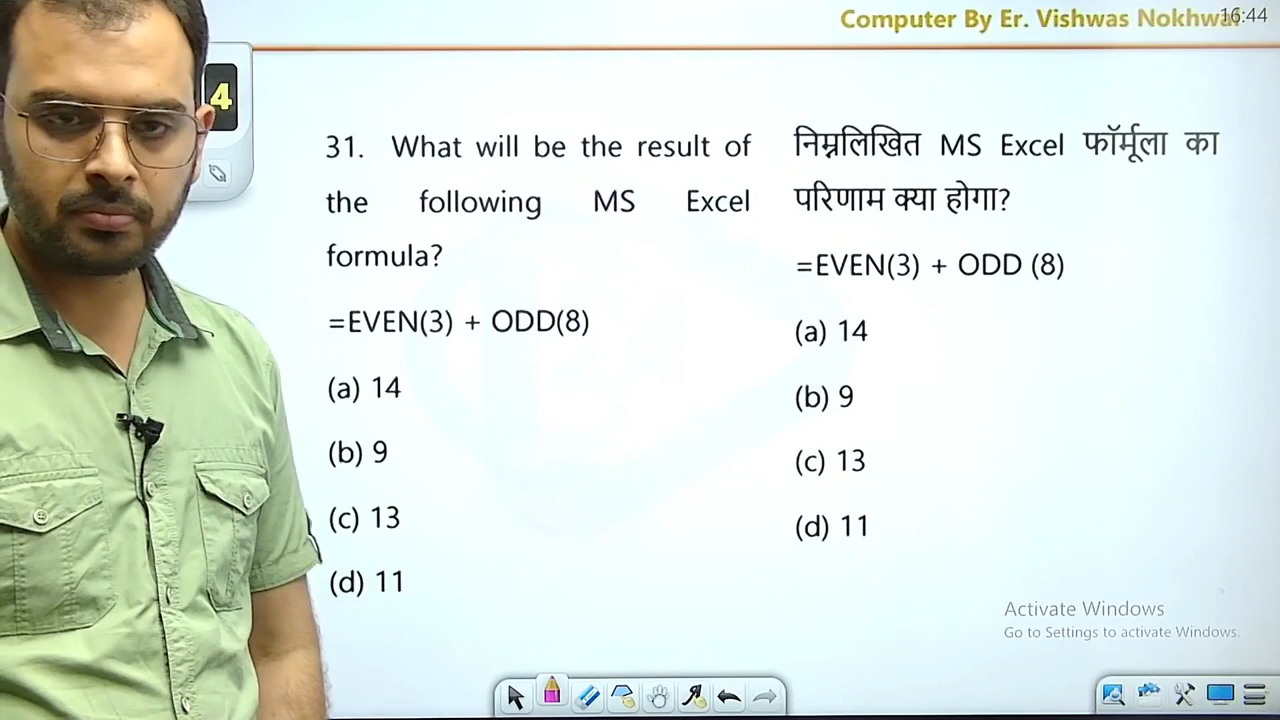 Computer By Er. Vishwas Nokhwal
16:44
4
31. What will be the result of
the following MS Excel
formula?
=EVEN(3) + ODD(8)
(a) 14
(b) 9
(c) 13
(d) 11
निम्नलिखित MS Excel फॉर्मूला का
परिणाम क्या होगा?
=EVEN(3) + ODD (8)
(a) 14
(b) 9
(c) 13
(d) 11
Activate Windows
Go to Settings to activate Windows.